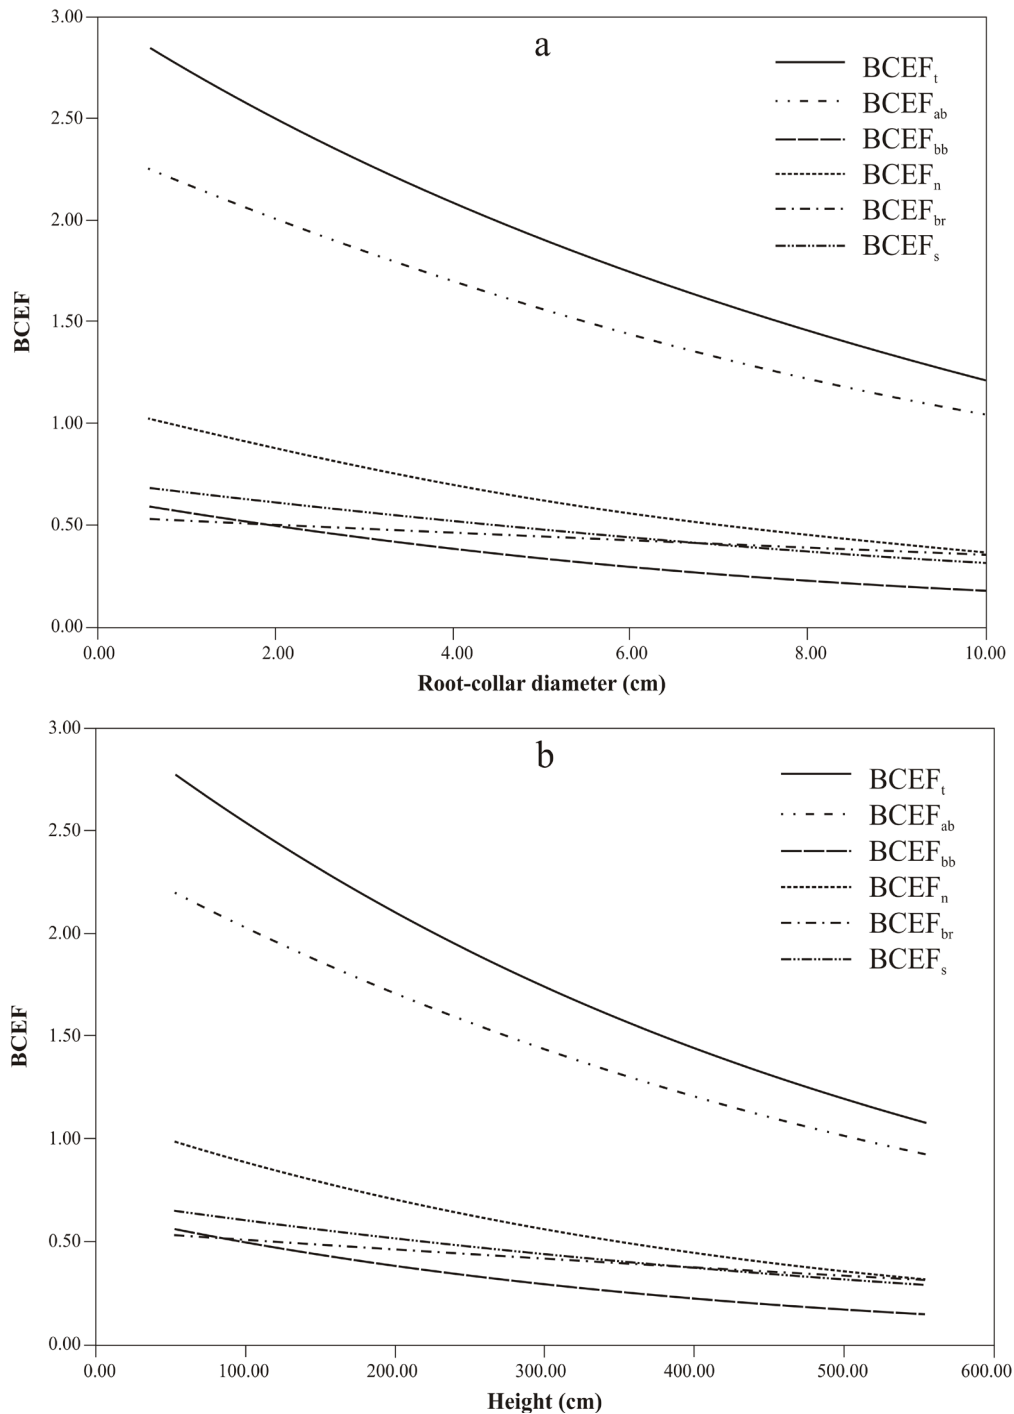 a
3.00
2.50
2.00
1.50
1.00
0.50
0.00
BCEF
BCEFt
BCEFab
BCEFbb
BCEFn
BCEFbr
BCEFs
0.00 2.00 4.00 6.00 8.00 10.00
Root-collar diameter (cm)
b
3.00
2.50
2.00
1.50
1.00
0.50
0.00
BCEF
BCEFt
BCEFab
BCEFbb
BCEFn
BCEFbr
BCEFs
0.00 100.00 200.00 300.00 400.00 500.00 600.00
Height (cm)